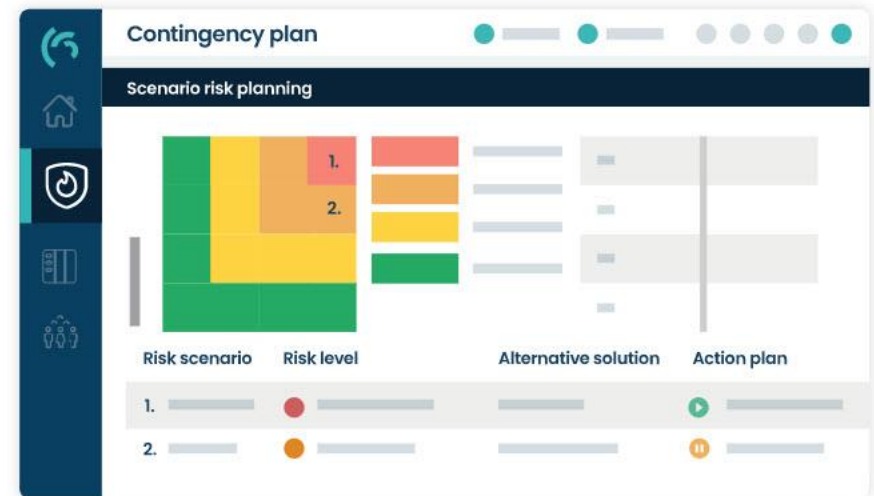 Contingency plan
Scenario risk planning
1.
2.
Risk scenario Risk level Alternative solution Action plan
1.
2.